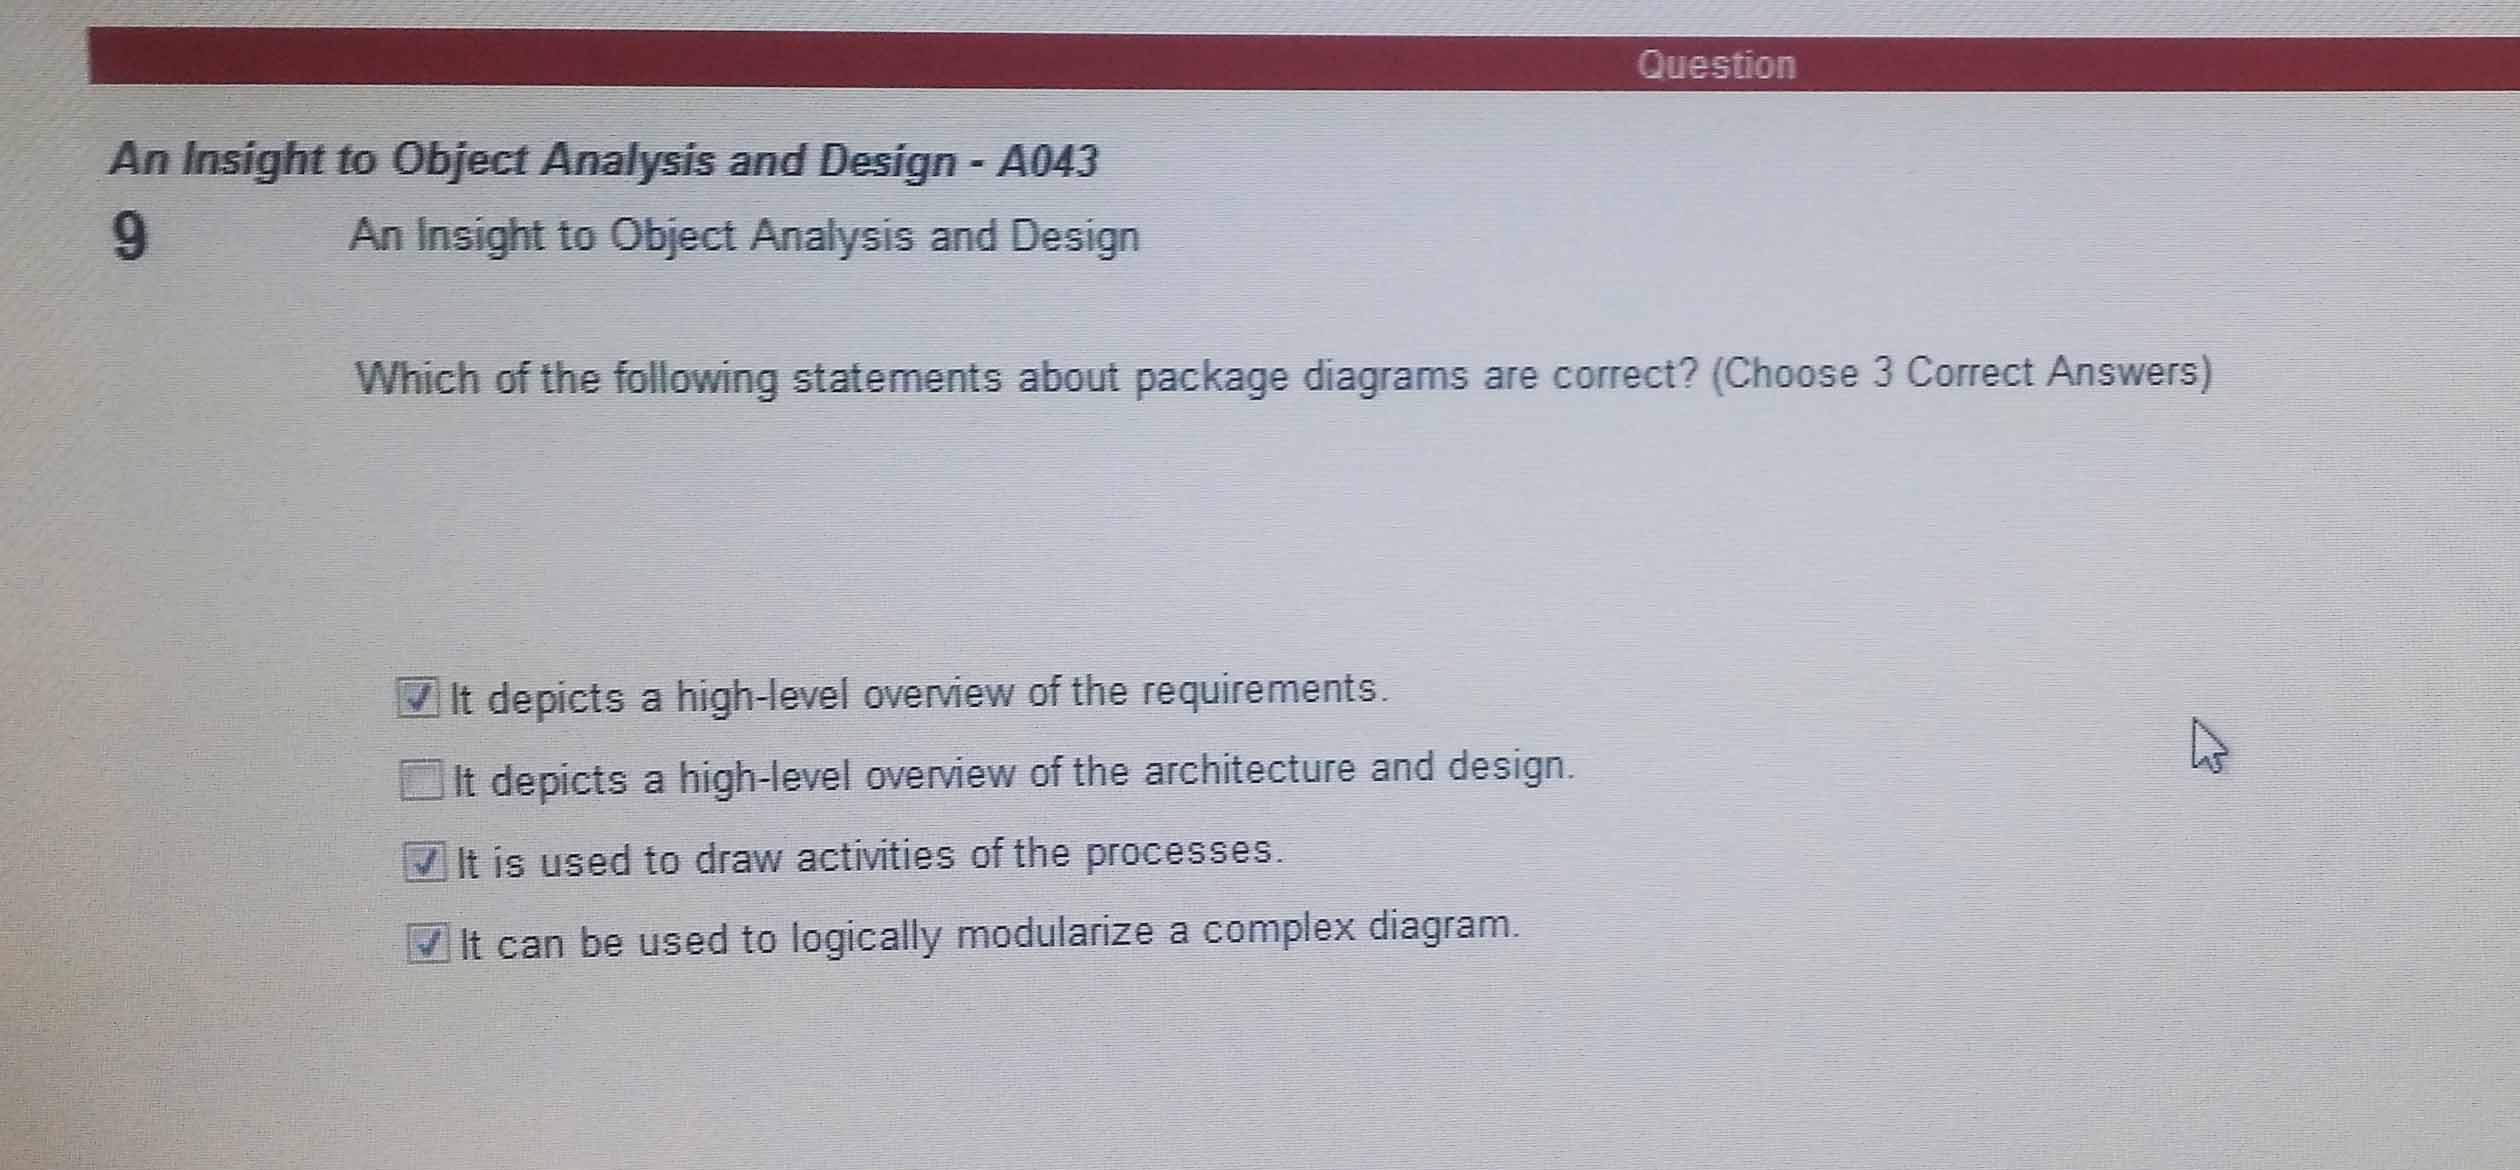 Question
An Insight to Object Analysis and Design - A043
9 An Insight to Object Analysis and Design
Which of the following statements about package diagrams are correct? (Choose 3 Correct Answers)
It depicts a high-level overview of the requirements.
It depicts a high-level overview of the architecture and design.
It is used to draw activities of the processes.
It can be used to logically modularize a complex diagram.